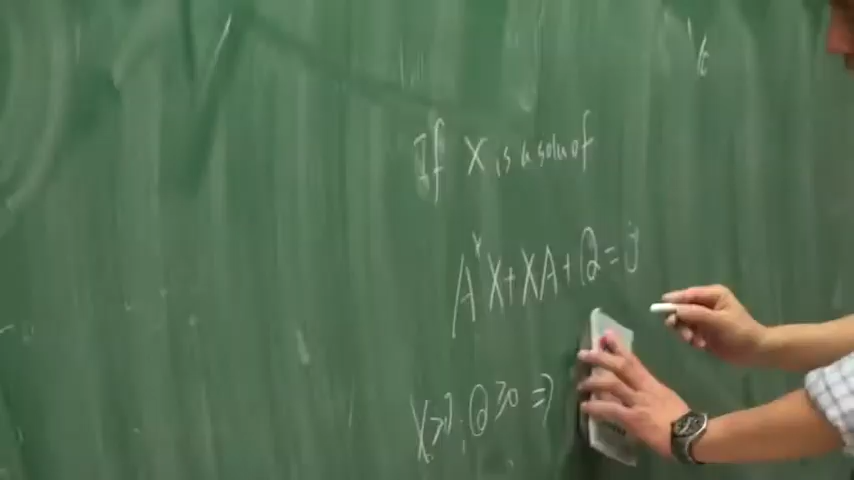 If X is a soln of
A* X + XA + Q = 0
X ≥ 0, Q ≥ 0 ⇒